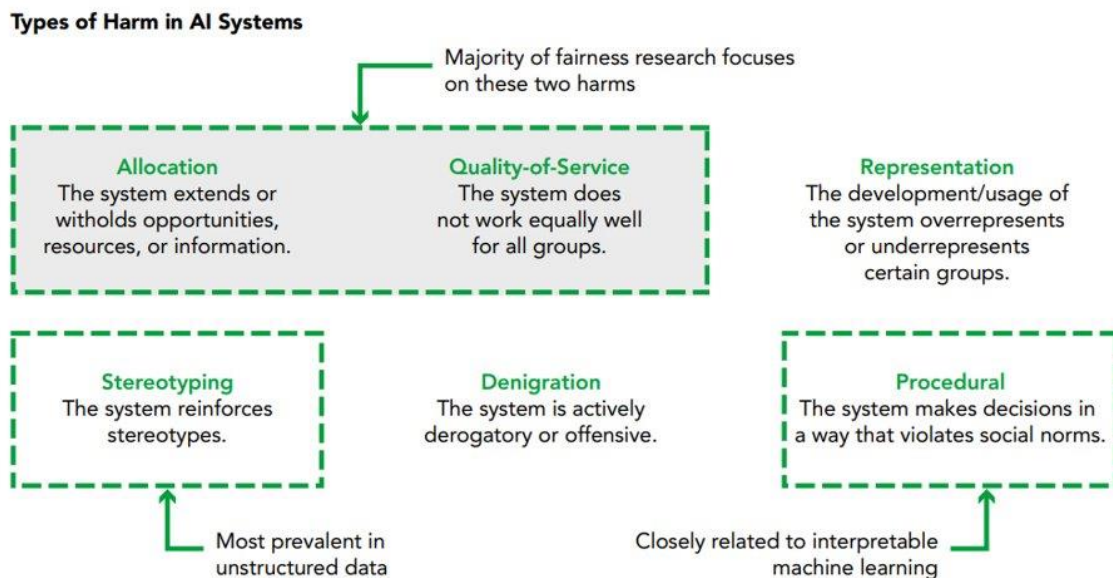 Types of Harm in AI Systems
Majority of fairness research focuses
on these two harms
Allocation
The system extends or
witholds opportunities,
resources, or information.
Quality-of-Service
The system does
not work equally well
for all groups.
Representation
The development/usage of
the system overrepresents
or underrepresents
certain groups.
Stereotyping
The system reinforces
stereotypes.
Denigration
The system is actively
derogatory or offensive.
Procedural
The system makes decisions in
a way that violates social norms.
Most prevalent in
unstructured data
Closely related to interpretable
machine learning